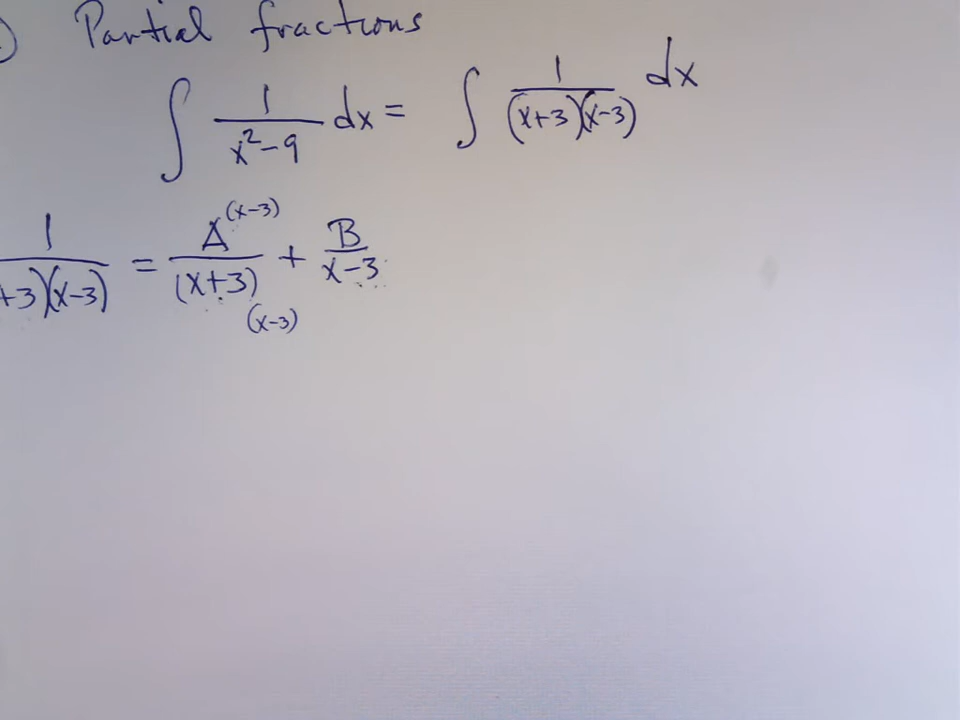 ) Partial fractions
∫ 1/(x²-9) dx = ∫ 1/((x+3)(x-3)) dx
1/(+3)(x-3) = A(x-3)/(x+3)(x-3) + B/(x-3)